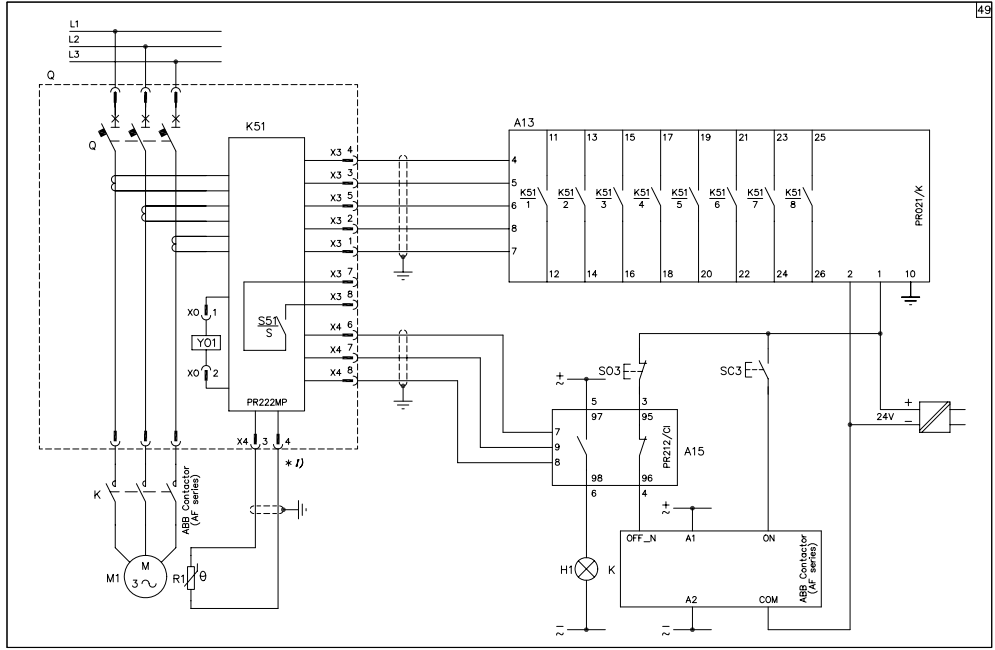 49
L1
L2
L3
Q
Q
K51
X3 4
X3 3
X3 5
X3 2
X3 1
X3 7
X3 8
X4 6
X4 7
X4 8
S51
S
X0 1
Y01
X0 2
PR222MP
X4 3 4
* 1)
K
ABB Contactor
(AF series)
M1
M
3
R1 θ
A13
11 13 15 17 19 21 23 25
4
5
6
8
7
K51 K51 K51 K51 K51 K51 K51 K51
1 2 3 4 5 6 7 8
PR021/K
12 14 16 18 20 22 24 26 2 1 10
SO3
SC3
+
~
5 3
97 95
7
9
8
PR212/CI
A15
98 96
6 4
+
24V
-
+
~
OFF_N A1 ON
H1
K
ABB Contactor
(AF series)
A2 COM
-
~
-
~